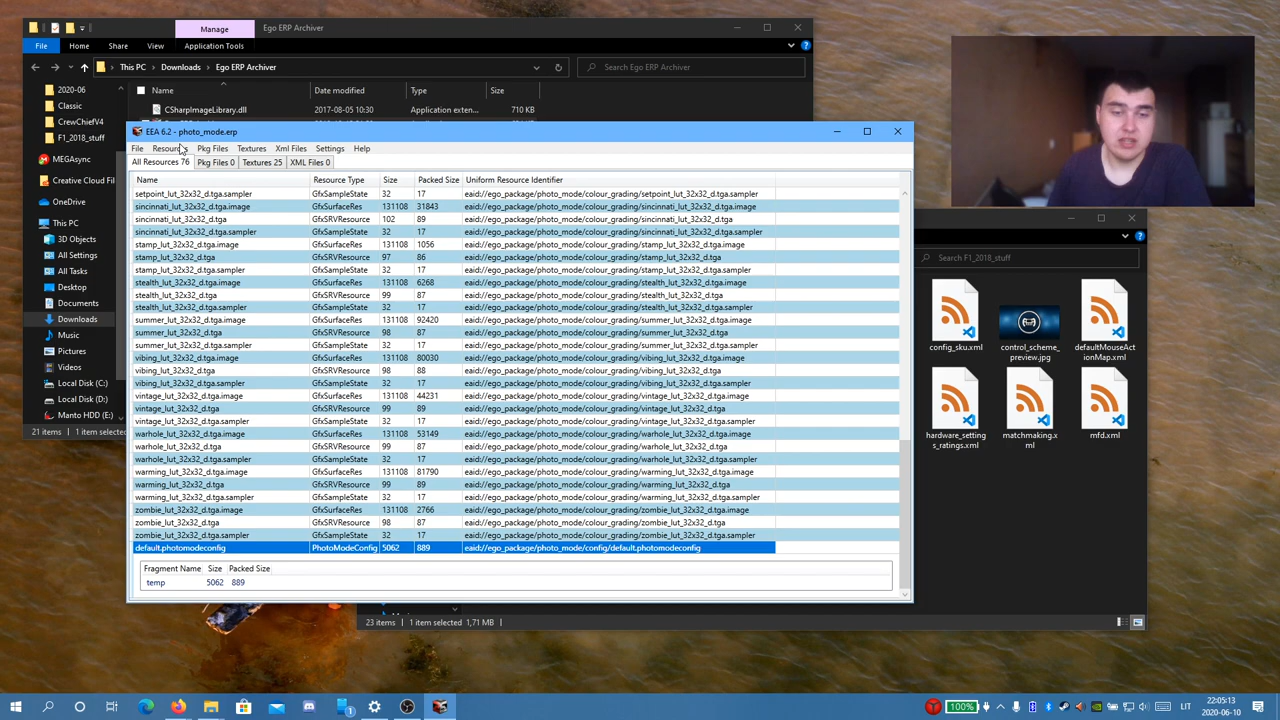 Manage
Ego ERP Archiver
File
Home
Share
View
Application Tools
This PC
Downloads
Ego ERP Archiver
Search Ego ERP Archiver
2020-06
Classic
CrewChiefV4
F1_2018_stuff
MEGAsync
Creative Cloud Fil
OneDrive
This PC
3D Objects
All Settings
All Tasks
Desktop
Documents
Downloads
Music
Pictures
Videos
Local Disk (C:)
Local Disk (D:)
Manto HDD (E:)
21 items
1 item selected
Name
Date modified
Type
Size
CSharpImageLibrary.dll
2017-08-05 10:30
Application exten...
710 KB
EEA 6.2 - photo_mode.erp
File
Resources
Pkg Files
Textures
Xml Files
Settings
Help
All Resources 76
Pkg Files 0
Textures 25
XML Files 0
Name Resource Type Size Packed Size Uniform Resource Identifier
setpoint_lut_32x32_d.tga.sampler GfxSampleState 32 17 eaid://ego_package/photo_mode/colour_grading/setpoint_lut_32x32_d.tga.sampler
sincinnati_lut_32x32_d.tga.image GfxSurfaceRes 131108 31843 eaid://ego_package/photo_mode/colour_grading/sincinnati_lut_32x32_d.tga.image
sincinnati_lut_32x32_d.tga GfxSRVResource 102 89 eaid://ego_package/photo_mode/colour_grading/sincinnati_lut_32x32_d.tga
sincinnati_lut_32x32_d.tga.sampler GfxSampleState 32 17 eaid://ego_package/photo_mode/colour_grading/sincinnati_lut_32x32_d.tga.sampler
stamp_lut_32x32_d.tga.image GfxSurfaceRes 131108 1056 eaid://ego_package/photo_mode/colour_grading/stamp_lut_32x32_d.tga.image
stamp_lut_32x32_d.tga GfxSRVResource 97 86 eaid://ego_package/photo_mode/colour_grading/stamp_lut_32x32_d.tga
stamp_lut_32x32_d.tga.sampler GfxSampleState 32 17 eaid://ego_package/photo_mode/colour_grading/stamp_lut_32x32_d.tga.sampler
stealth_lut_32x32_d.tga.image GfxSurfaceRes 131108 6268 eaid://ego_package/photo_mode/colour_grading/stealth_lut_32x32_d.tga.image
stealth_lut_32x32_d.tga GfxSRVResource 99 87 eaid://ego_package/photo_mode/colour_grading/stealth_lut_32x32_d.tga
stealth_lut_32x32_d.tga.sampler GfxSampleState 32 17 eaid://ego_package/photo_mode/colour_grading/stealth_lut_32x32_d.tga.sampler
summer_lut_32x32_d.tga.image GfxSurfaceRes 131108 92420 eaid://ego_package/photo_mode/colour_grading/summer_lut_32x32_d.tga.image
summer_lut_32x32_d.tga GfxSRVResource 98 87 eaid://ego_package/photo_mode/colour_grading/summer_lut_32x32_d.tga
summer_lut_32x32_d.tga.sampler GfxSampleState 32 17 eaid://ego_package/photo_mode/colour_grading/summer_lut_32x32_d.tga.sampler
vibing_lut_32x32_d.tga.image GfxSurfaceRes 131108 80030 eaid://ego_package/photo_mode/colour_grading/vibing_lut_32x32_d.tga.image
vibing_lut_32x32_d.tga GfxSRVResource 98 88 eaid://ego_package/photo_mode/colour_grading/vibing_lut_32x32_d.tga
vibing_lut_32x32_d.tga.sampler GfxSampleState 32 17 eaid://ego_package/photo_mode/colour_grading/vibing_lut_32x32_d.tga.sampler
vintage_lut_32x32_d.tga.image GfxSurfaceRes 131108 44231 eaid://ego_package/photo_mode/colour_grading/vintage_lut_32x32_d.tga.image
vintage_lut_32x32_d.tga GfxSRVResource 99 89 eaid://ego_package/photo_mode/colour_grading/vintage_lut_32x32_d.tga
vintage_lut_32x32_d.tga.sampler GfxSampleState 32 17 eaid://ego_package/photo_mode/colour_grading/vintage_lut_32x32_d.tga.sampler
warhole_lut_32x32_d.tga.image GfxSurfaceRes 131108 53149 eaid://ego_package/photo_mode/colour_grading/warhole_lut_32x32_d.tga.image
warhole_lut_32x32_d.tga GfxSRVResource 99 87 eaid://ego_package/photo_mode/colour_grading/warhole_lut_32x32_d.tga
warhole_lut_32x32_d.tga.sampler GfxSampleState 32 17 eaid://ego_package/photo_mode/colour_grading/warhole_lut_32x32_d.tga.sampler
warming_lut_32x32_d.tga.image GfxSurfaceRes 131108 81790 eaid://ego_package/photo_mode/colour_grading/warming_lut_32x32_d.tga.image
warming_lut_32x32_d.tga GfxSRVResource 99 89 eaid://ego_package/photo_mode/colour_grading/warming_lut_32x32_d.tga
warming_lut_32x32_d.tga.sampler GfxSampleState 32 17 eaid://ego_package/photo_mode/colour_grading/warming_lut_32x32_d.tga.sampler
zombie_lut_32x32_d.tga.image GfxSurfaceRes 131108 2766 eaid://ego_package/photo_mode/colour_grading/zombie_lut_32x32_d.tga.image
zombie_lut_32x32_d.tga GfxSRVResource 98 87 eaid://ego_package/photo_mode/colour_grading/zombie_lut_32x32_d.tga
zombie_lut_32x32_d.tga.sampler GfxSampleState 32 17 eaid://ego_package/photo_mode/colour_grading/zombie_lut_32x32_d.tga.sampler
default.photomodeconfig PhotoModeConfig 5062 889 eaid://ego_package/photo_mode/config/default.photomodeconfig
Fragment Name Size Packed Size
temp 5062 889
Search F1_2018_stuff
config_sku.xml
control_scheme_
preview.jpg
defaultMouseActi
onMap.xml
hardware_setting
s_ratings.xml
matchmaking.x
ml
mfd.xml
23 items
1 item selected 1,71 MB
100%
LIT
22:05:13
2020-06-10